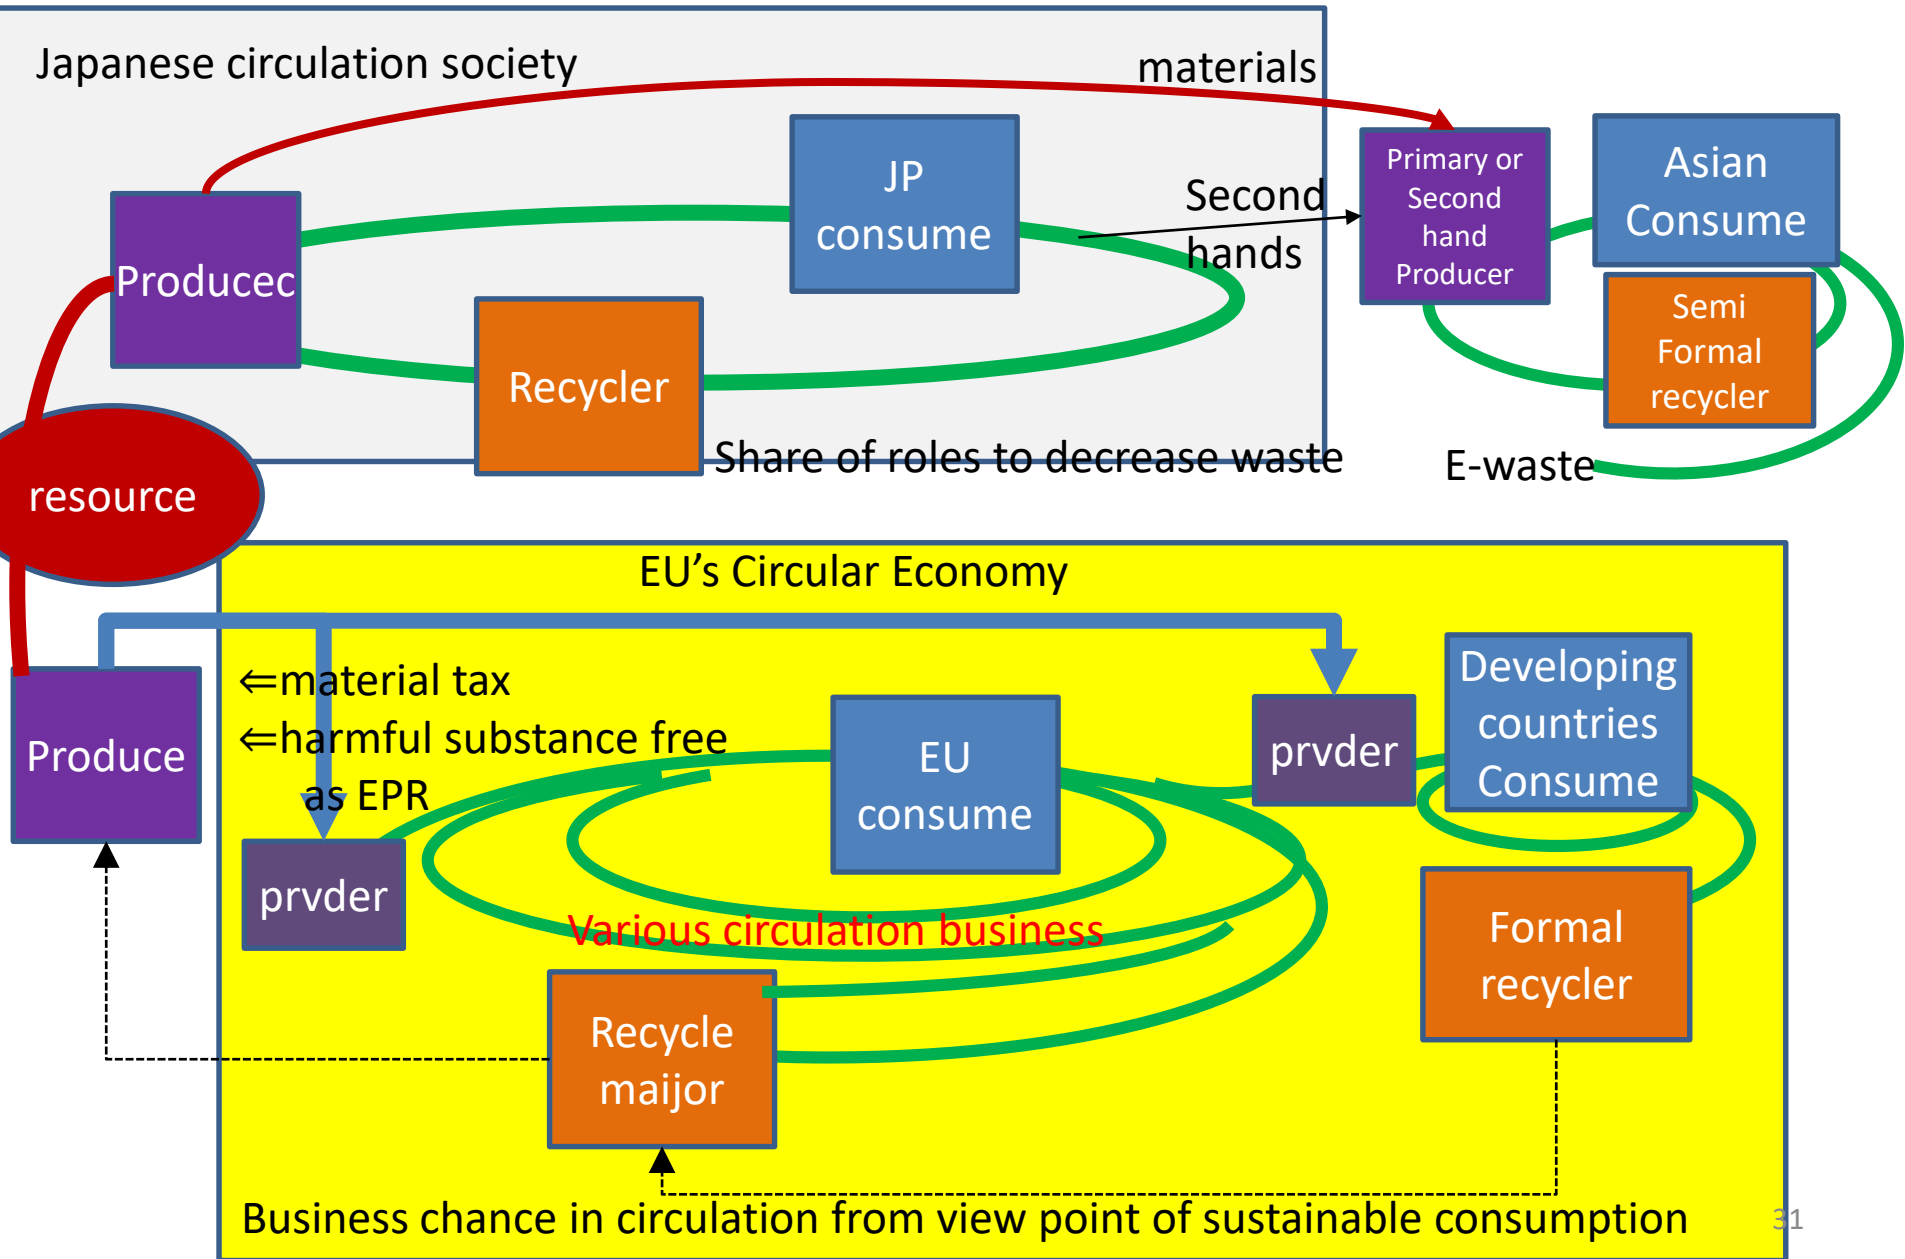 Japanese circulation society
materials
JP
consume
Second
hands
Primary or
Second
hand
Producer
Asian
Consume
Producec
Recycler
Semi
Formal
recycler
Share of roles to decrease waste
E-waste
resource
EU’s Circular Economy
⇐material tax
⇐harmful substance free
as EPR
Produce
prvder
EU
consume
prvder
Developing
countries
Consume
Various circulation business
Formal
recycler
Recycle
maijor
Business chance in circulation from view point of sustainable consumption
31